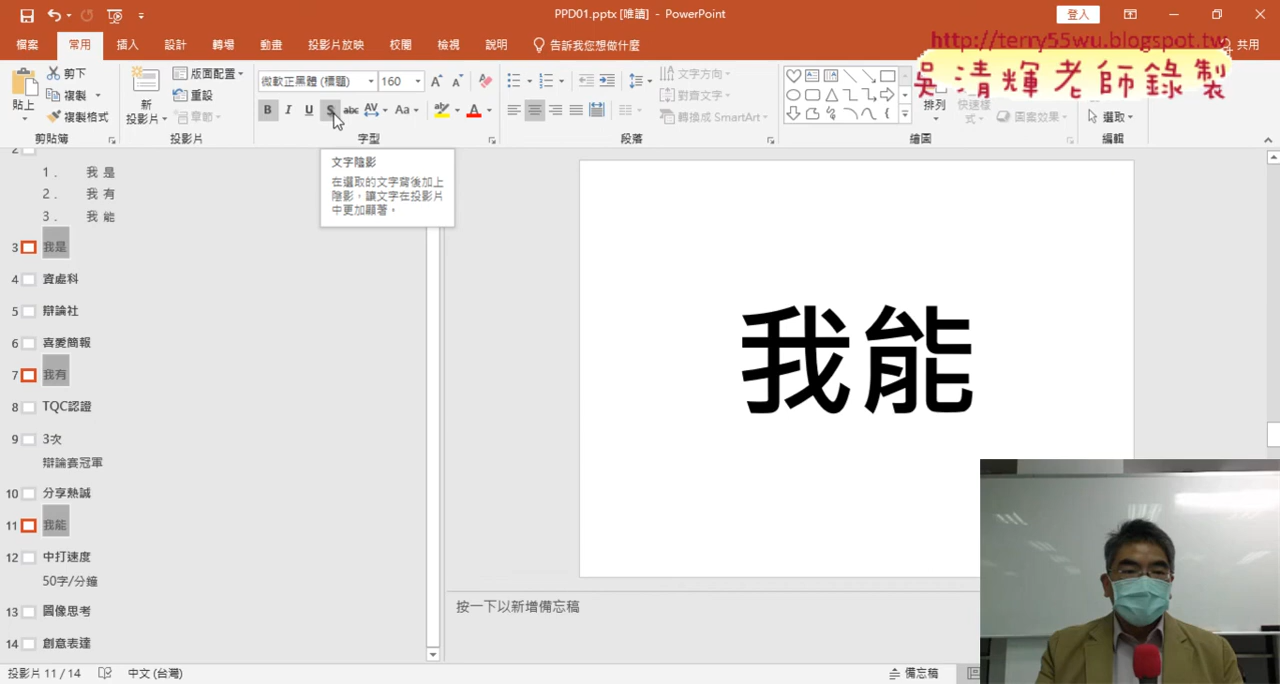 PPD01.pptx [唯讀] - PowerPoint
登入
檔案 常用 插入 設計 轉場 動畫 投影片放映 校閱 檢視 說明 告訴我您想做什麼 共用
http://terry55wu.blogspot.tw
吳清輝老師錄製
貼上
剪下
複製
複製格式
剪貼簿
新
投影片
版面配置
重設
章節
投影片
微軟正黑體 (標題) 160
B I U S abc AV Aa A
字型
文字方向
對齊文字
轉換成 SmartArt
段落
排列
快速樣
式
圖案效果
繪圖
選取
編輯
文字陰影
在選取的文字背後加上
陰影，讓文字在投影片
中更加顯著。
2
1. 我是
2. 我有
3. 我能
3 我是
4 資處科
5 辯論社
6 喜愛簡報
7 我有
8 TQC認證
9 3次
辯論賽冠軍
10 分享熱誠
11 我能
12 中打速度
50字/分鐘
13 圖像思考
14 創意表達
我能
按一下以新增備忘稿
投影片 11 / 14 中文 (台灣) 備忘稿